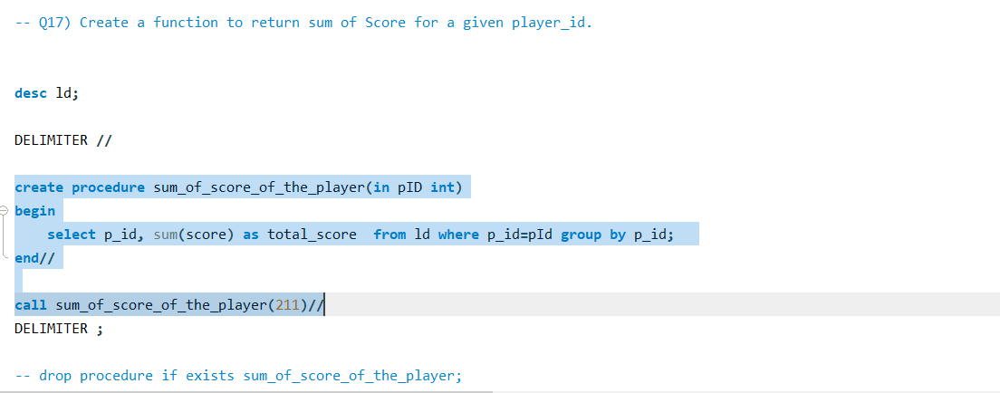 -- Q17) Create a function to return sum of Score for a given player_id.
desc ld;
DELIMITER //
create procedure sum_of_score_of_the_player(in pID int)
begin
    select p_id, sum(score) as total_score  from ld where p_id=pId group by p_id;
end//
call sum_of_score_of_the_player(211)//
DELIMITER ;
-- drop procedure if exists sum_of_score_of_the_player;